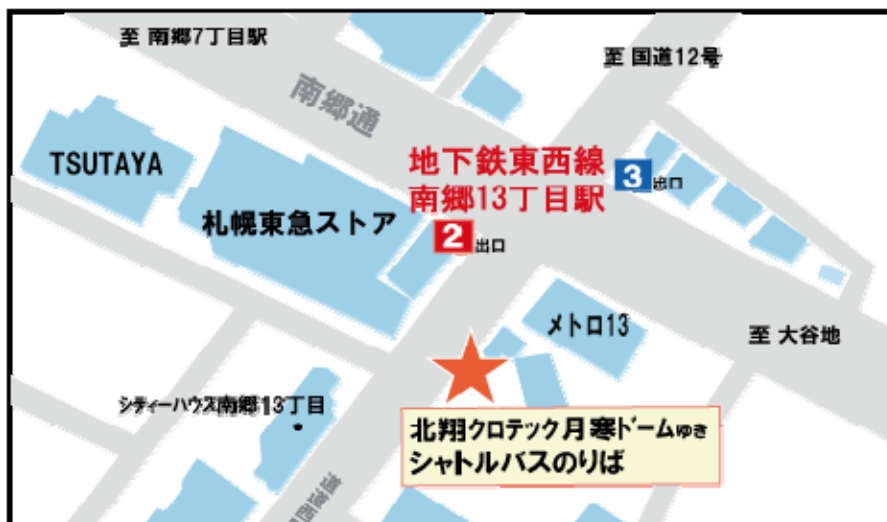 至 南郷7丁目駅
至 国道12号
南郷通
TSUTAYA
地下鉄東西線
南郷13丁目駅
3 出口
札幌東急ストア
2 出口
メトロ13
至 大谷地
シティーハウス南郷13丁目
北翔クロテック月寒ドームゆき
シャトルバスのりば
道道西